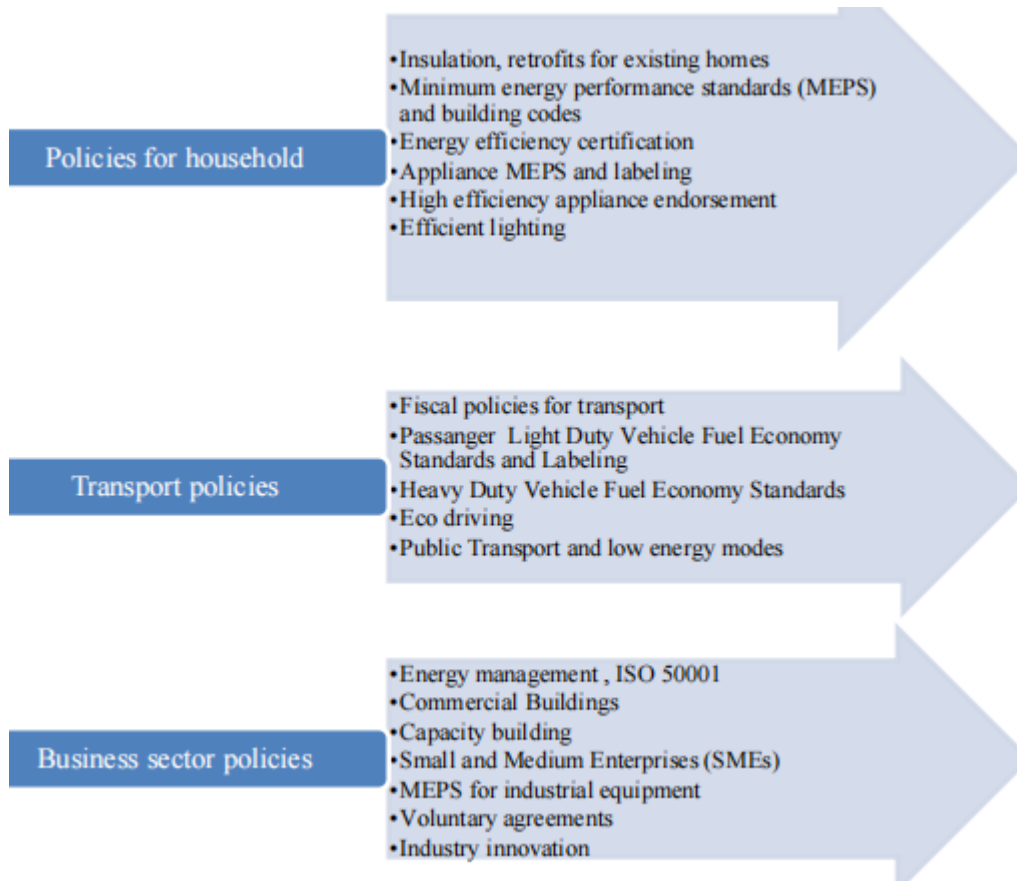 Policies for household
•Insulation, retrofits for existing homes
•Minimum energy performance standards (MEPS)
and building codes
•Energy efficiency certification
•Appliance MEPS and labeling
•High efficiency appliance endorsement
•Efficient lighting
Transport policies
•Fiscal policies for transport
•Passanger Light Duty Vehicle Fuel Economy
Standards and Labeling
•Heavy Duty Vehicle Fuel Economy Standards
•Eco driving
•Public Transport and low energy modes
Business sector policies
•Energy management , ISO 50001
•Commercial Buildings
•Capacity building
•Small and Medium Enterprises (SMEs)
•MEPS for industrial equipment
•Voluntary agreements
•Industry innovation